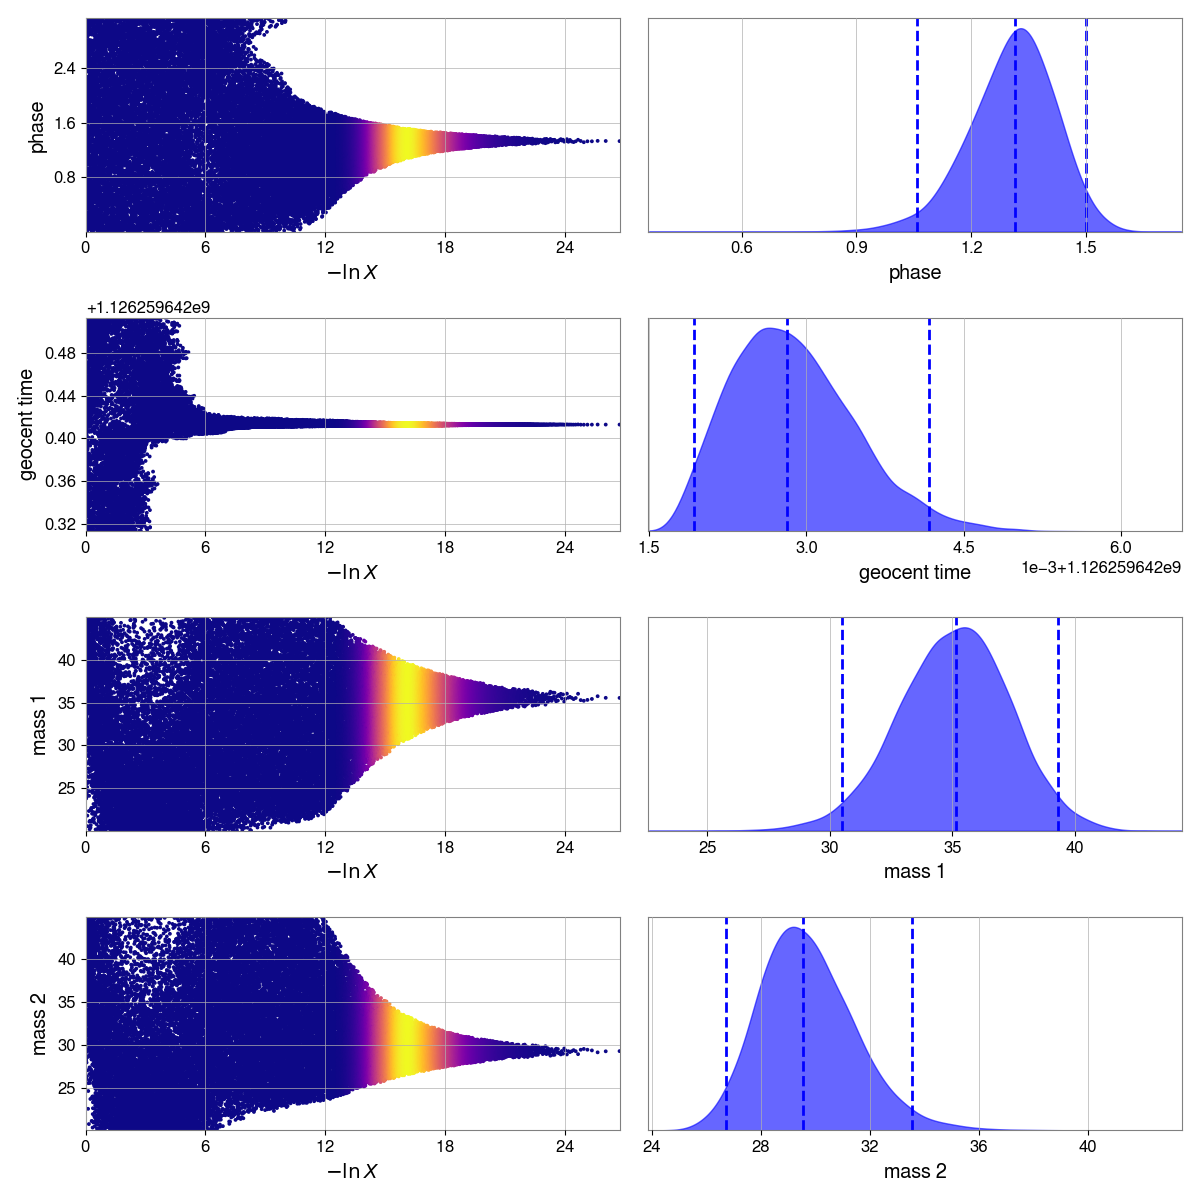 2.4
1.6
0.8
phase
0 6 12 18 24
−ln X
0.6 0.9 1.2 1.5
phase
+1.126259642e9
0.48
0.44
0.40
0.36
0.32
geocent time
0 6 12 18 24
−ln X
1.5 3.0 4.5 6.0
geocent time
1e−3+1.126259642e9
40
35
30
25
mass 1
0 6 12 18 24
−ln X
25 30 35 40
mass 1
40
35
30
25
mass 2
0 6 12 18 24
−ln X
24 28 32 36 40
mass 2